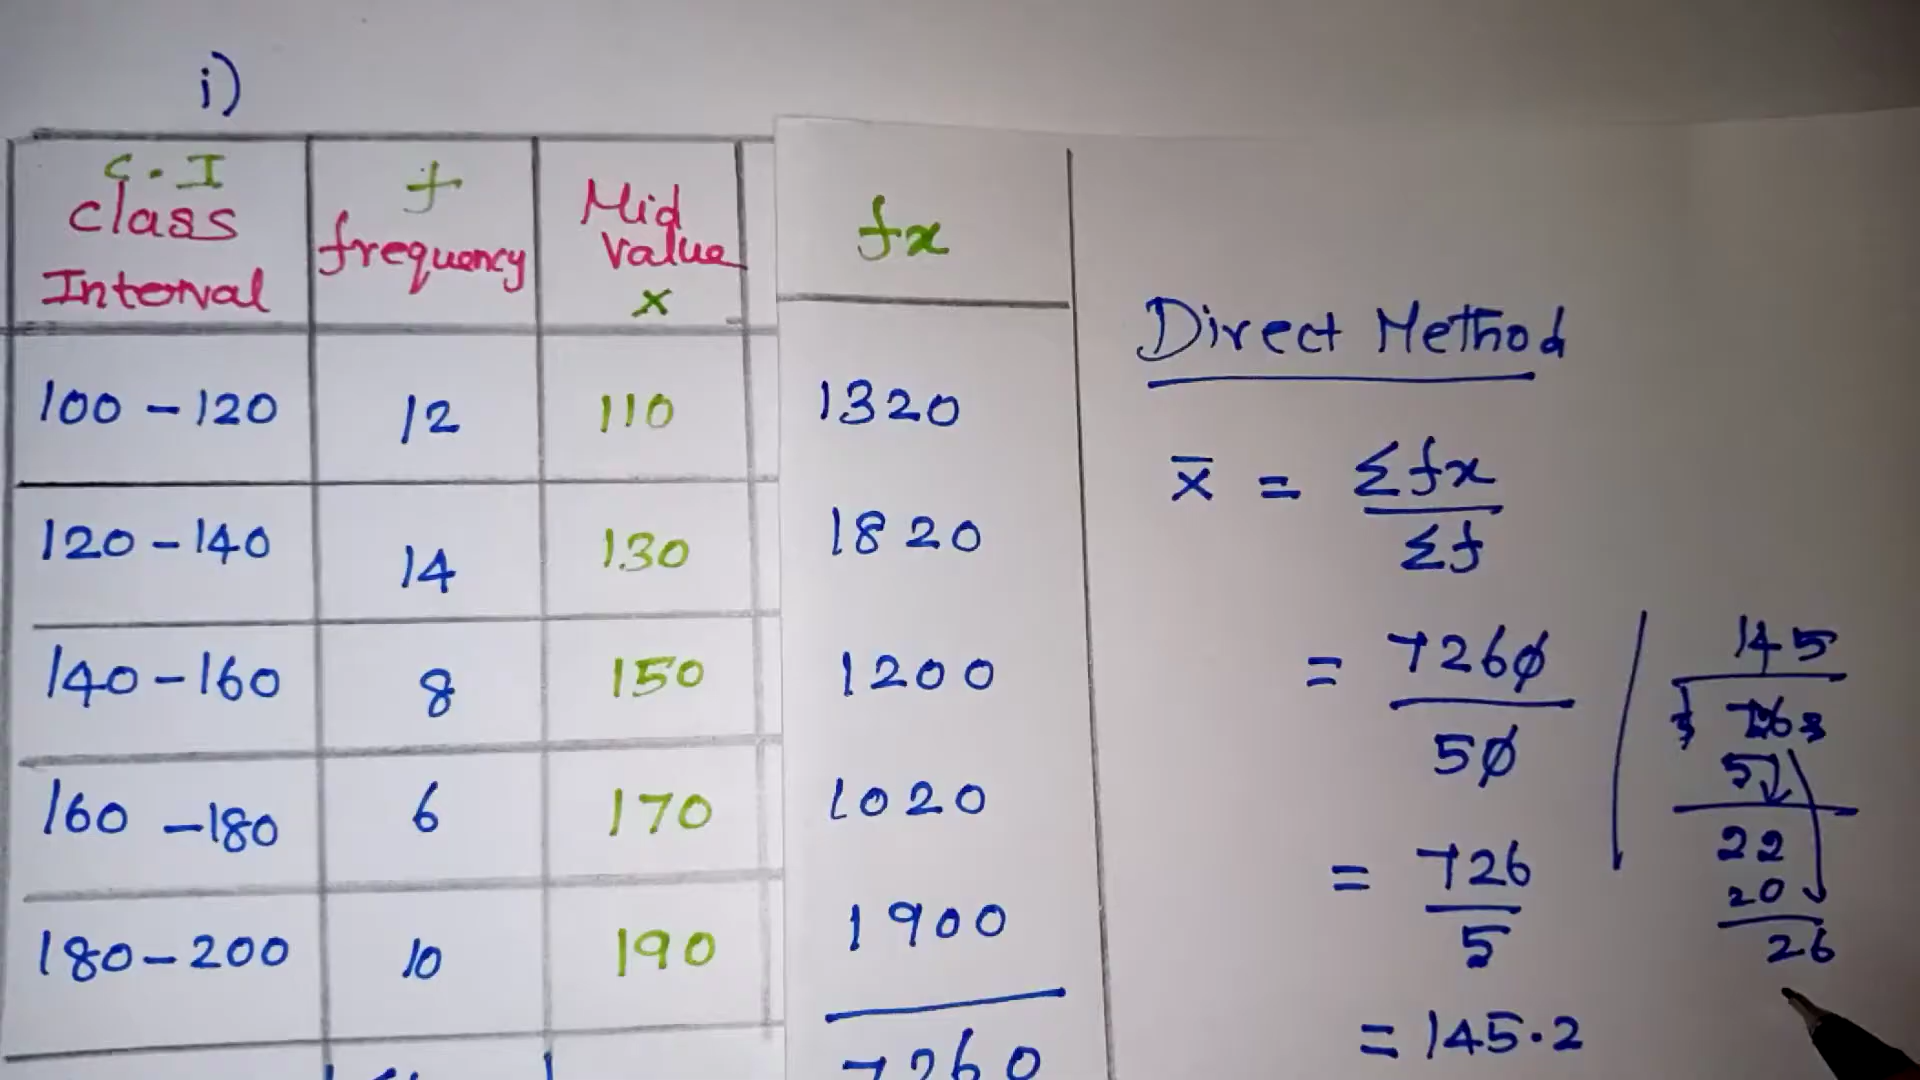 i)
C.I
class
Interval
f
frequency
Mid
Value
x
fx
100 - 120 12 110 1320
120 - 140 14 130 1820
140 - 160 8 150 1200
160 - 180 6 170 1020
180 - 200 10 190 1900
7260
Direct Method
x̄ = Σfx
Σf
= 7260
50
= 726
5
= 145.2
145
5
22
20
26